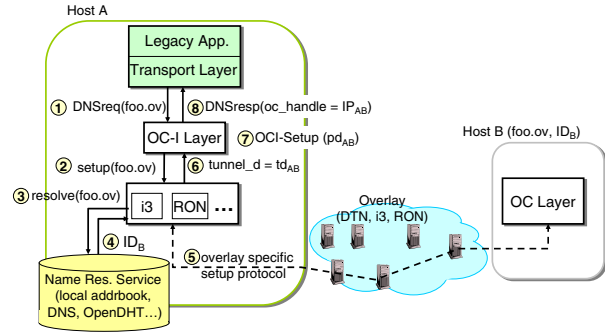 Host A
Legacy App.
Transport Layer
1 DNSreq(foo.ov)
8 DNSresp(oc_handle = IP_AB)
OC-I Layer
7 OCI-Setup (pd_AB)
2 setup(foo.ov)
6 tunnel_d = td_AB
3 resolve(foo.ov)
i3 RON ...
4 ID_B
5 overlay specific
setup protocol
Name Res. Service
(local addrbook,
DNS, OpenDHT...)
Overlay
(DTN, i3, RON)
Host B (foo.ov, ID_B)
OC Layer